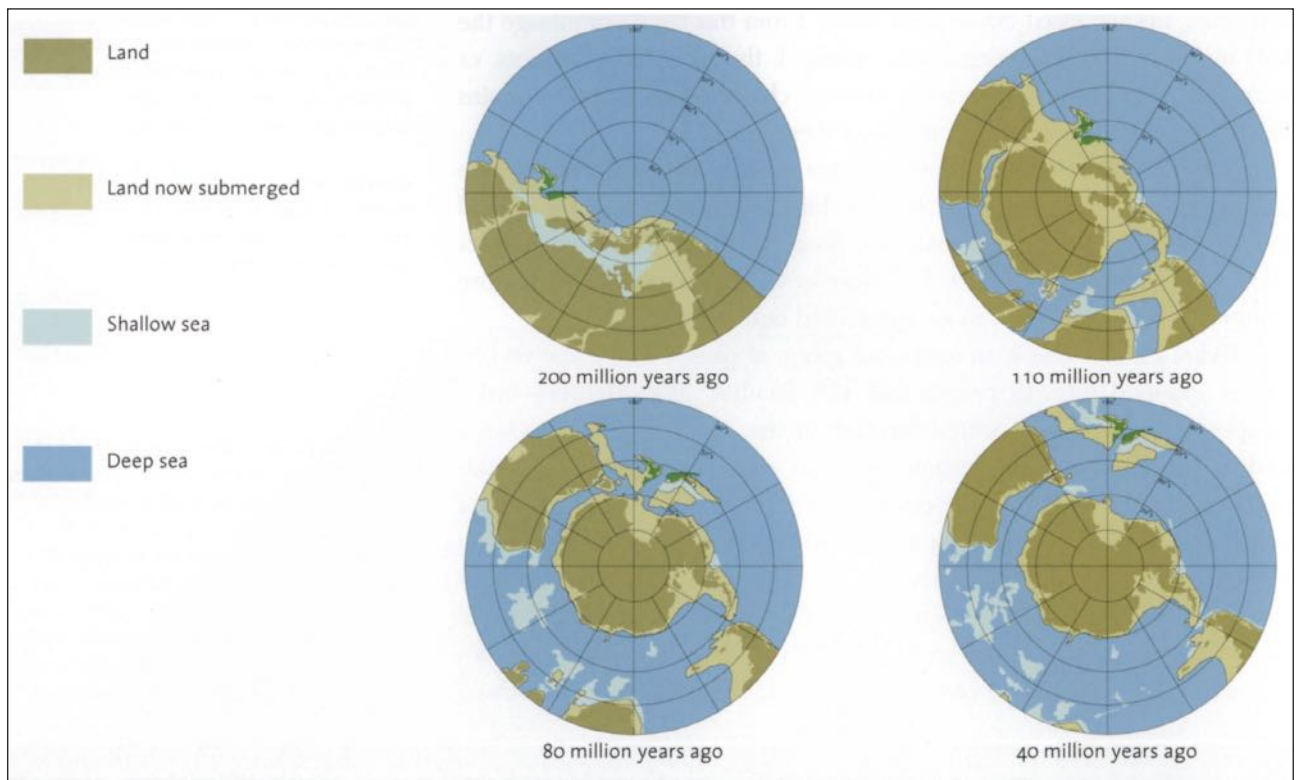 Land
Land now submerged
Shallow sea
Deep sea
200 million years ago
110 million years ago
80 million years ago
40 million years ago